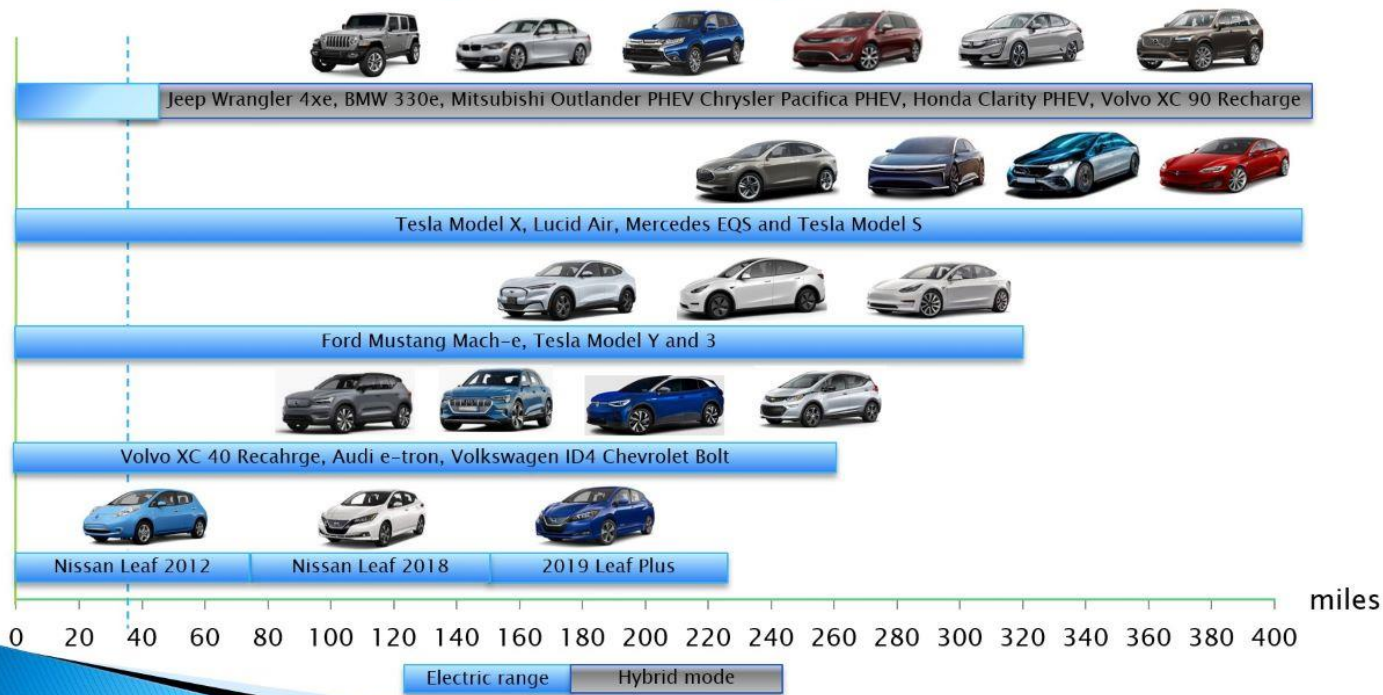 Jeep Wrangler 4xe, BMW 330e, Mitsubishi Outlander PHEV Chrysler Pacifica PHEV, Honda Clarity PHEV, Volvo XC 90 Recharge
Tesla Model X, Lucid Air, Mercedes EQS and Tesla Model S
Ford Mustang Mach-e, Tesla Model Y and 3
Volvo XC 40 Recahrge, Audi e-tron, Volkswagen ID4 Chevrolet Bolt
Nissan Leaf 2012 Nissan Leaf 2018 2019 Leaf Plus
miles
0 20 40 60 80 100 120 140 160 180 200 220 240 260 280 300 320 340 360 380 400
Electric range Hybrid mode